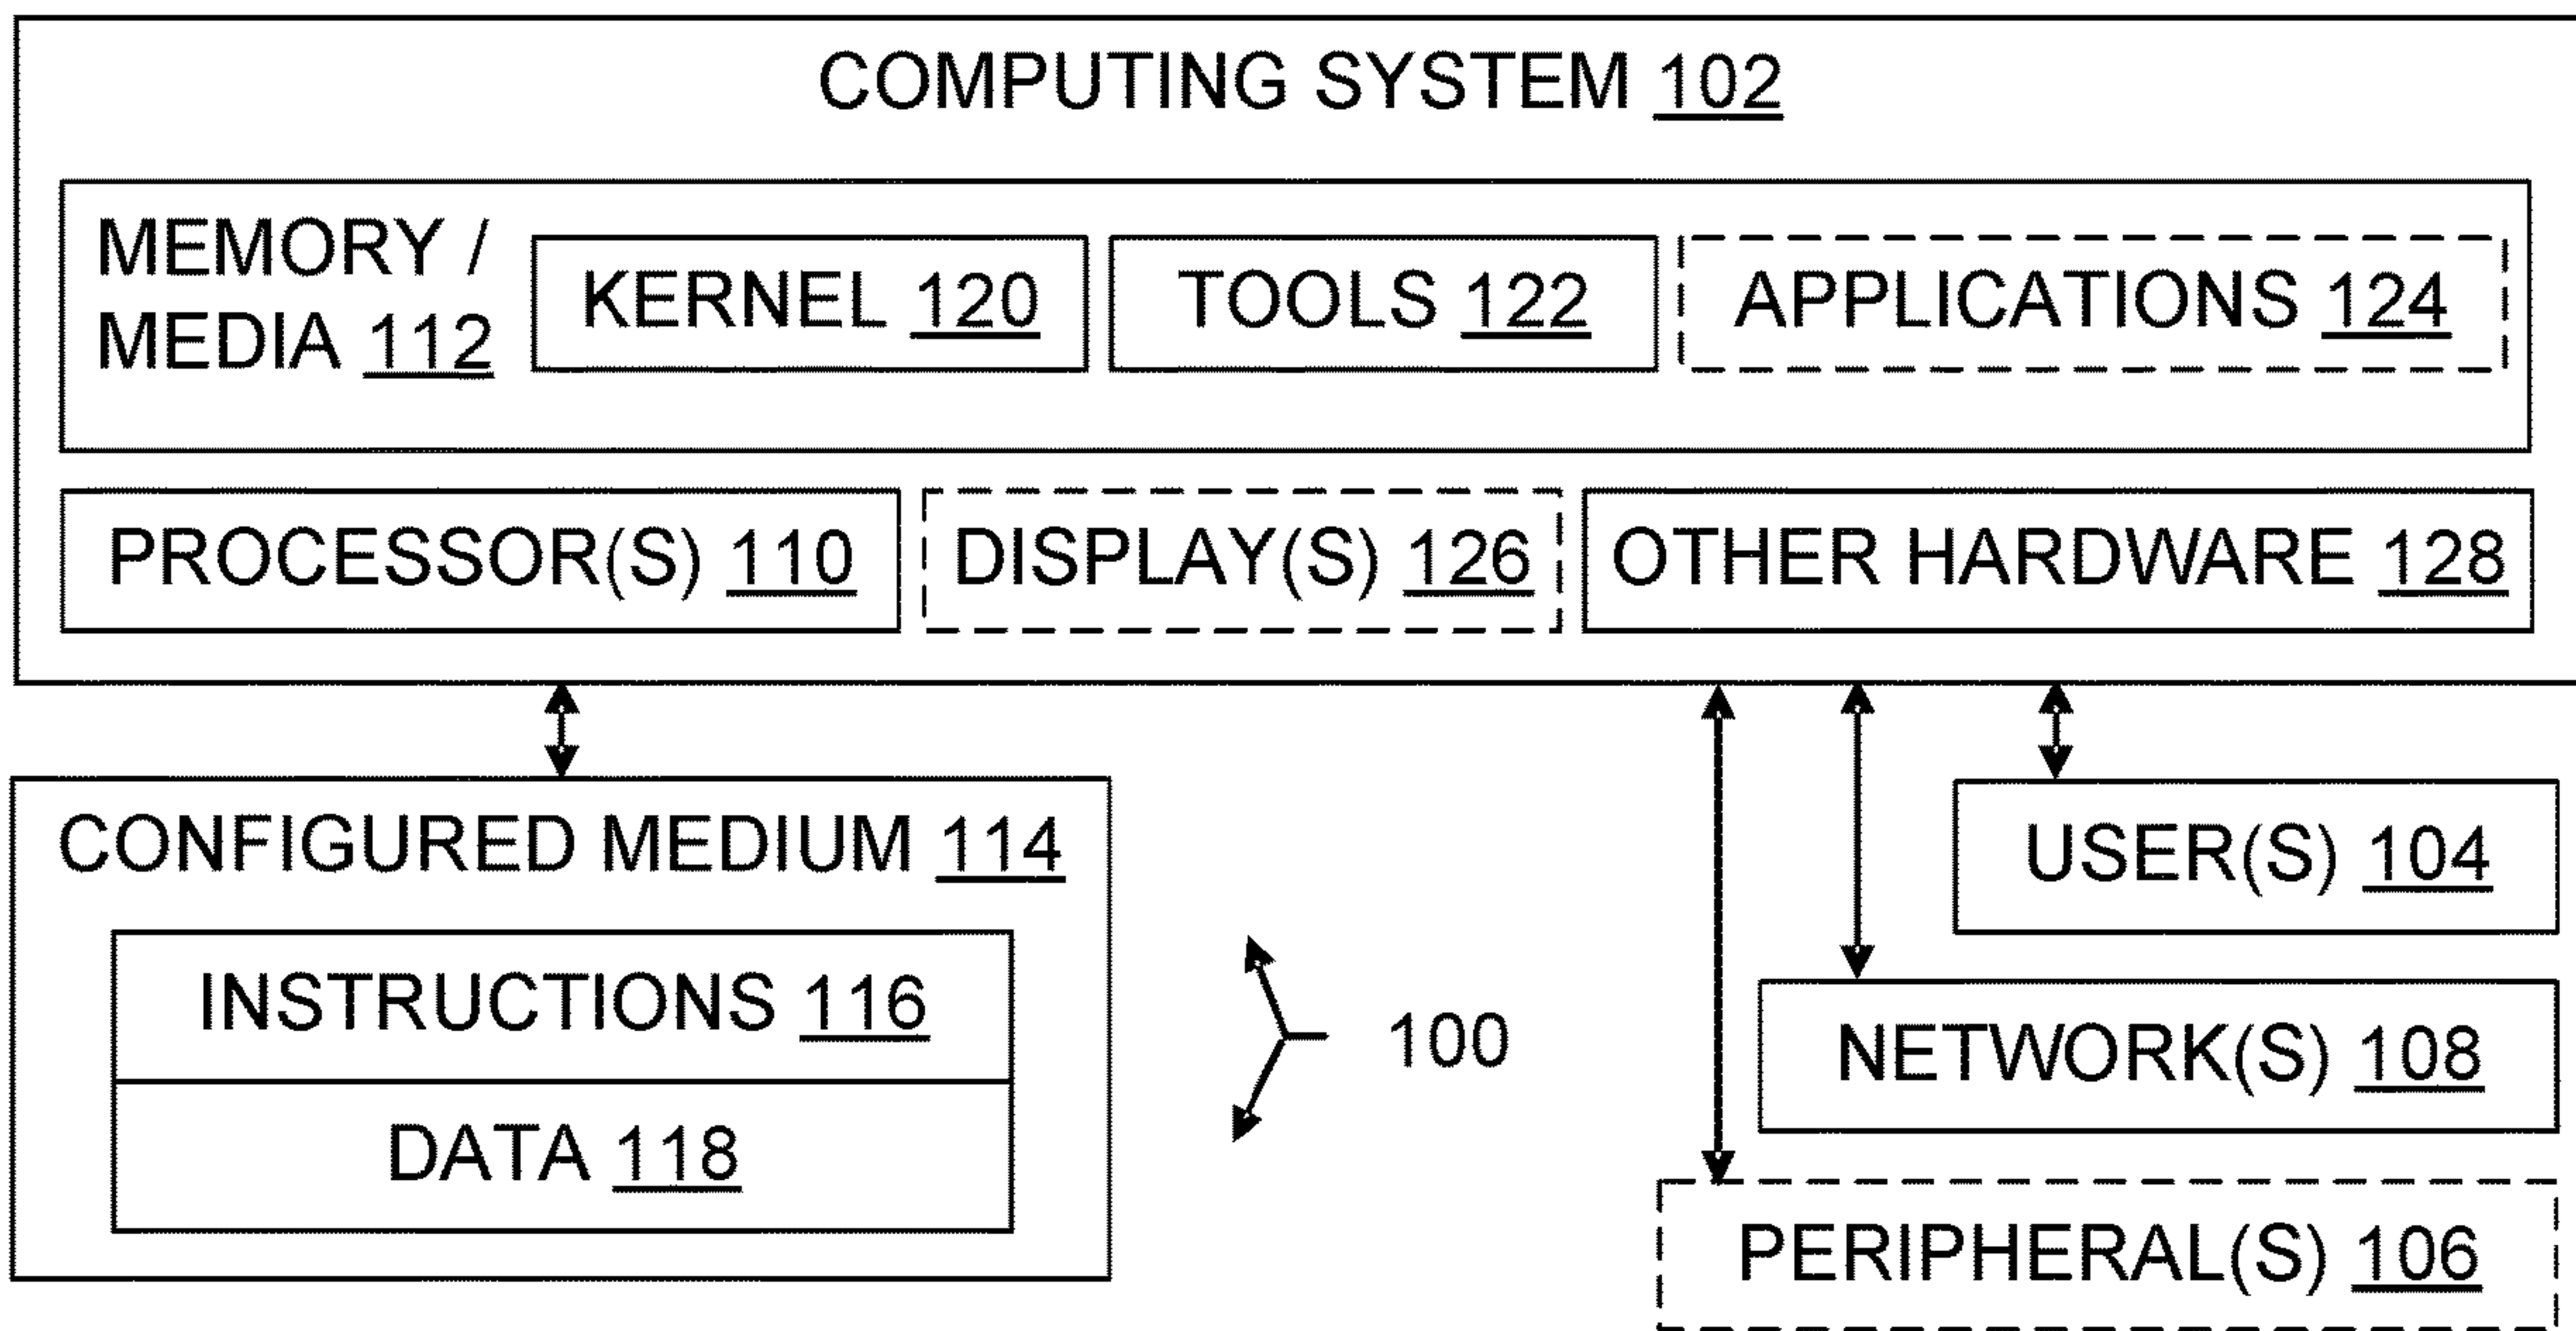 COMPUTING SYSTEM 102
MEMORY /
MEDIA 112
KERNEL 120
TOOLS 122
APPLICATIONS 124
PROCESSOR(S) 110
DISPLAY(S) 126
OTHER HARDWARE 128
CONFIGURED MEDIUM 114
INSTRUCTIONS 116
DATA 118
100
USER(S) 104
NETWORK(S) 108
PERIPHERAL(S) 106